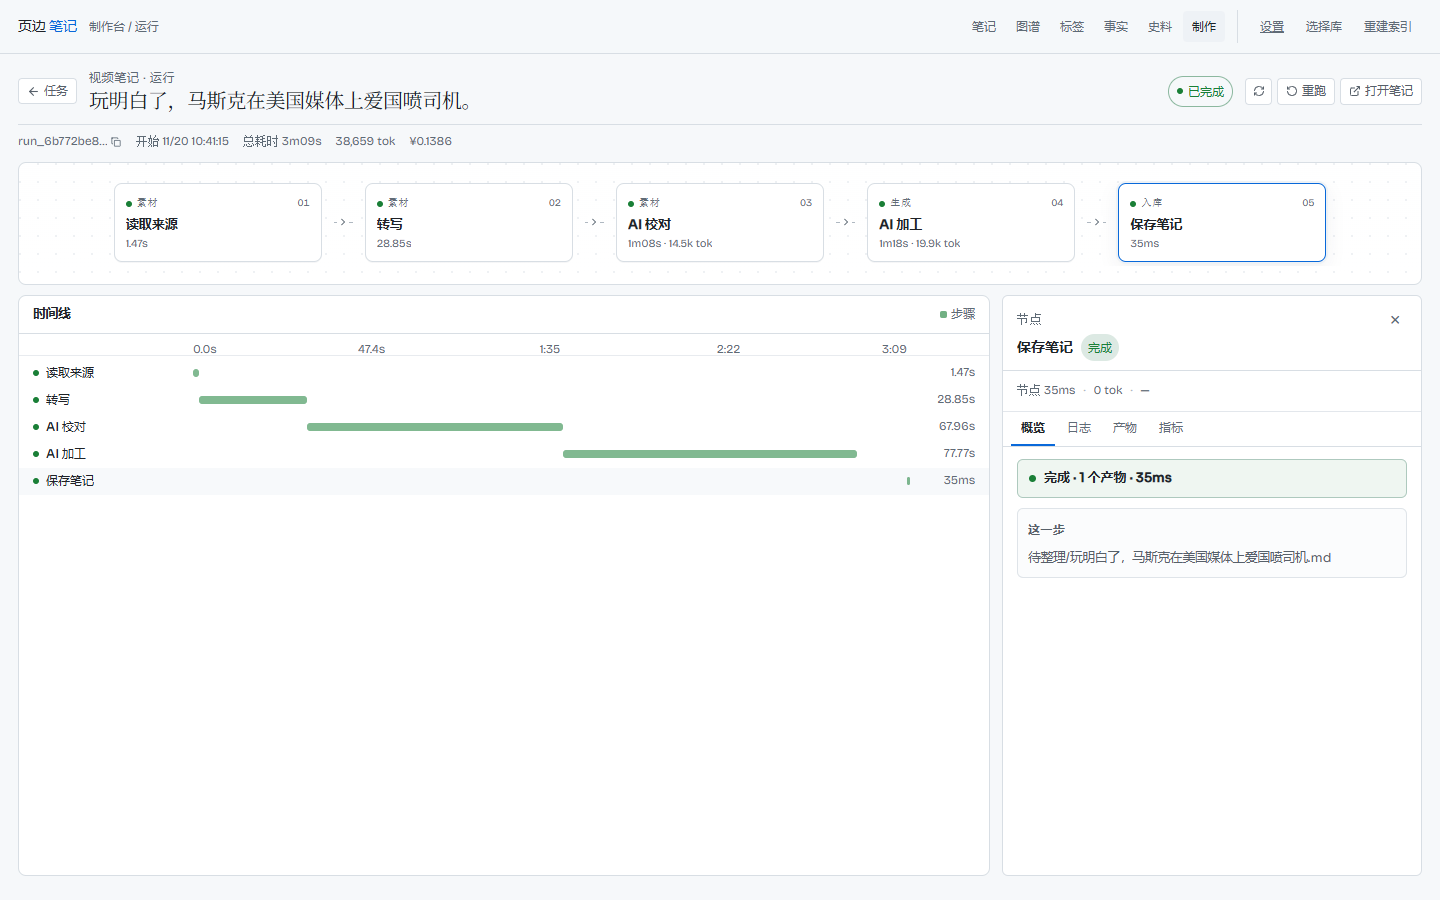 页边 笔记 制作台 / 运行 笔记 图谱 标签 事实 史料 制作 设置 选择库 重建索引
← 任务 视频笔记 · 运行
玩明白了，马斯克在美国媒体上爱国喷司机。
已完成 重跑 打开笔记
run_6b772be8... 开始 11/20 10:41:15 总耗时 3m09s 38,659 tok ¥0.1386
素材 01
读取来源
1.47s
素材 02
转写
28.85s
素材 03
AI 校对
1m08s · 14.5k tok
生成 04
AI 加工
1m18s · 19.9k tok
入库 05
保存笔记
35ms
时间线 步骤
0.0s 47.4s 1:35 2:22 3:09
读取来源 1.47s
转写 28.85s
AI 校对 67.96s
AI 加工 77.77s
保存笔记 35ms
节点
保存笔记 完成
节点 35ms · 0 tok · —
概览 日志 产物 指标
完成 · 1 个产物 · 35ms
这一步
待整理/玩明白了，马斯克在美国媒体上爱国喷司机.md